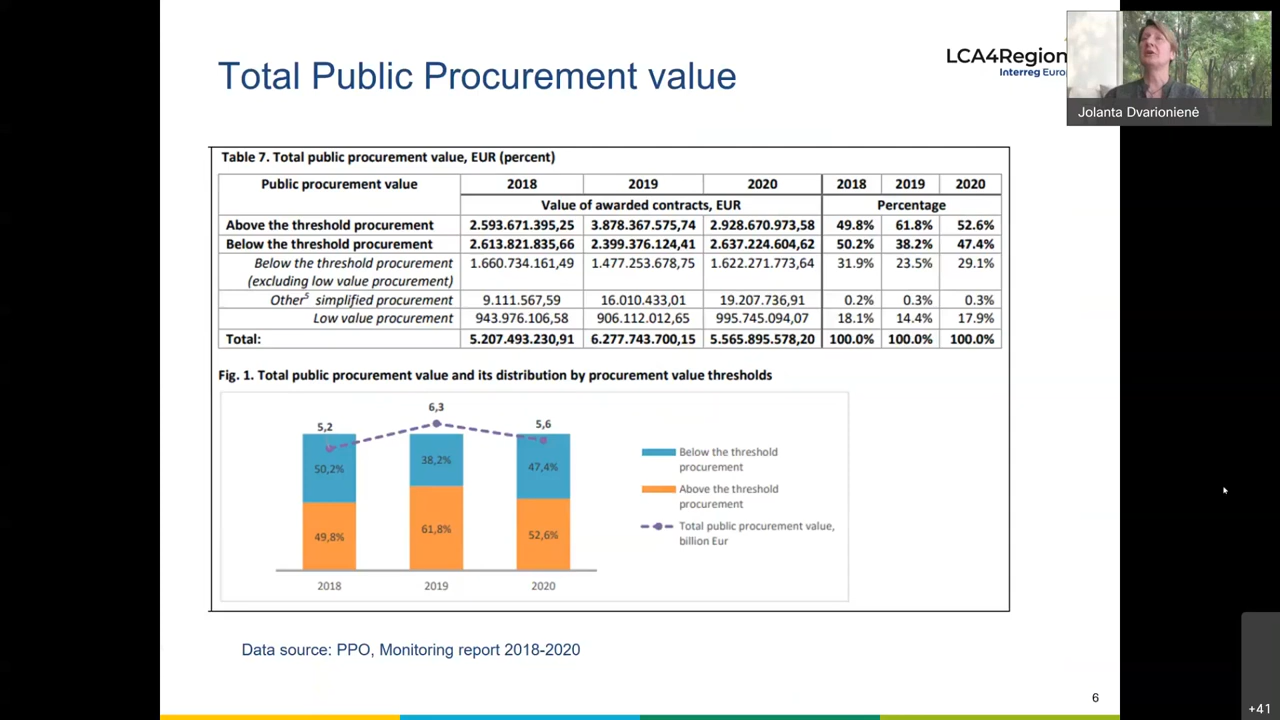 Total Public Procurement value
LCA4Region
Interreg Euro
Jolanta Dvarionienė
Table 7. Total public procurement value, EUR (percent)
Public procurement value 2018 2019 2020 2018 2019 2020
Value of awarded contracts, EUR Percentage
Above the threshold procurement 2.593.671.395,25 3.878.367.575,74 2.928.670.973,58 49.8% 61.8% 52.6%
Below the threshold procurement 2.613.821.835,66 2.399.376.124,41 2.637.224.604,62 50.2% 38.2% 47.4%
Below the threshold procurement 1.660.734.161,49 1.477.253.678,75 1.622.271.773,64 31.9% 23.5% 29.1%
(excluding low value procurement)
Other5 simplified procurement 9.111.567,59 16.010.433,01 19.207.736,91 0.2% 0.3% 0.3%
Low value procurement 943.976.106,58 906.112.012,65 995.745.094,07 18.1% 14.4% 17.9%
Total: 5.207.493.230,91 6.277.743.700,15 5.565.895.578,20 100.0% 100.0% 100.0%
Fig. 1. Total public procurement value and its distribution by procurement value thresholds
5,2 6,3 5,6
50,2% 38,2% 47,4%
49,8% 61,8% 52,6%
2018 2019 2020
Below the threshold
procurement
Above the threshold
procurement
Total public procurement value,
billion Eur
Data source: PPO, Monitoring report 2018-2020
6
+41